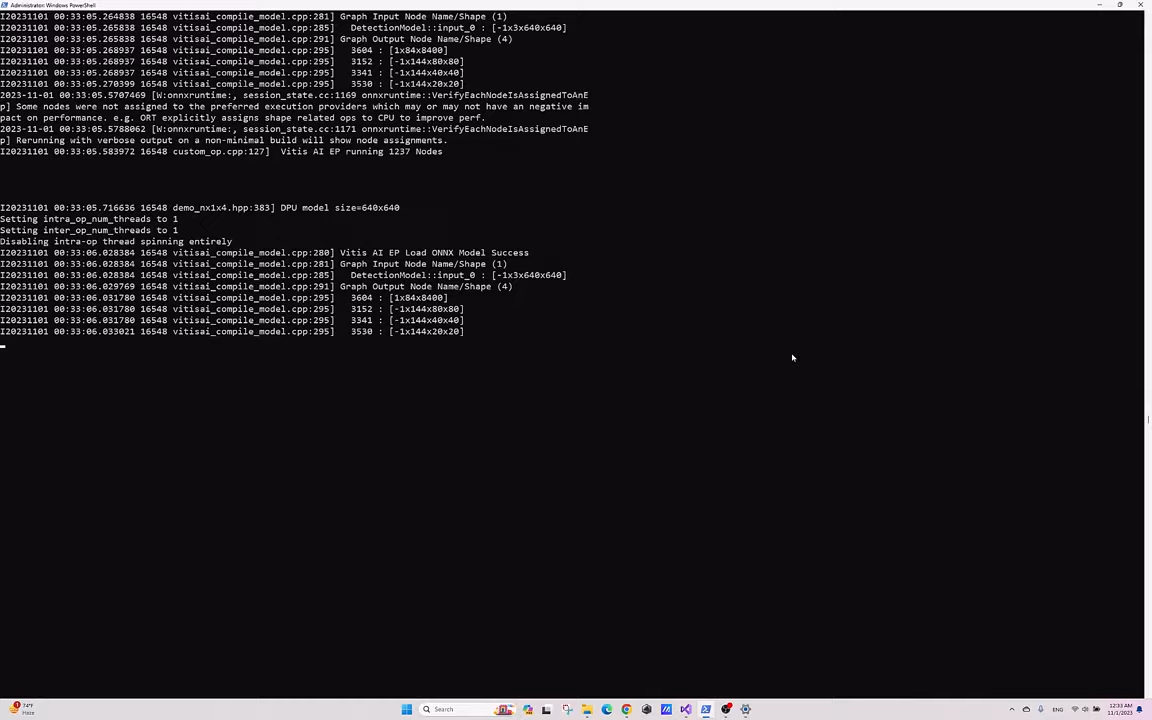 Administrator: Windows PowerShell
I20231101 00:33:05.264838 16548 vitisai_compile_model.cpp:281] Graph Input Node Name/Shape (1)
I20231101 00:33:05.265838 16548 vitisai_compile_model.cpp:285]   DetectionModel::input_0 : [-1x3x640x640]
I20231101 00:33:05.268937 16548 vitisai_compile_model.cpp:291] Graph Output Node Name/Shape (4)
I20231101 00:33:05.268937 16548 vitisai_compile_model.cpp:295]   3604 : [1x84x8400]
I20231101 00:33:05.268937 16548 vitisai_compile_model.cpp:295]   3152 : [-1x144x80x80]
I20231101 00:33:05.268937 16548 vitisai_compile_model.cpp:295]   3341 : [-1x144x40x40]
I20231101 00:33:05.270399 16548 vitisai_compile_model.cpp:295]   3530 : [-1x144x20x20]
2023-11-01 00:33:05.5707469 [W:onnxruntime:, session_state.cc:1169 onnxruntime::VerifyEachNodeIsAssignedToAnE
p] Some nodes were not assigned to the preferred execution providers which may or may not have an negative im
pact on performance. e.g. ORT explicitly assigns shape related ops to CPU to improve perf.
2023-11-01 00:33:05.5788062 [W:onnxruntime:, session_state.cc:1171 onnxruntime::VerifyEachNodeIsAssignedToAnE
p] Rerunning with verbose output on a non-minimal build will show node assignments.
I20231101 00:33:05.583972 16548 custom_op.cpp:127]  Vitis AI EP running 1237 Nodes
I20231101 00:33:05.716636 16548 demo_nx1x4.hpp:383] DPU model size=640x640
Setting intra_op_num_threads to 1
Setting inter_op_num_threads to 1
Disabling intra-op thread spinning entirely
I20231101 00:33:06.028384 16548 vitisai_compile_model.cpp:280] Vitis AI EP Load ONNX Model Success
I20231101 00:33:06.028384 16548 vitisai_compile_model.cpp:281] Graph Input Node Name/Shape (1)
I20231101 00:33:06.028384 16548 vitisai_compile_model.cpp:285]   DetectionModel::input_0 : [-1x3x640x640]
I20231101 00:33:06.029769 16548 vitisai_compile_model.cpp:291] Graph Output Node Name/Shape (4)
I20231101 00:33:06.031780 16548 vitisai_compile_model.cpp:295]   3604 : [1x84x8400]
I20231101 00:33:06.031780 16548 vitisai_compile_model.cpp:295]   3152 : [-1x144x80x80]
I20231101 00:33:06.031780 16548 vitisai_compile_model.cpp:295]   3341 : [-1x144x40x40]
I20231101 00:33:06.033021 16548 vitisai_compile_model.cpp:295]   3530 : [-1x144x20x20]
74°F
Haze
Search
ENG
12:33 AM
11/1/2023